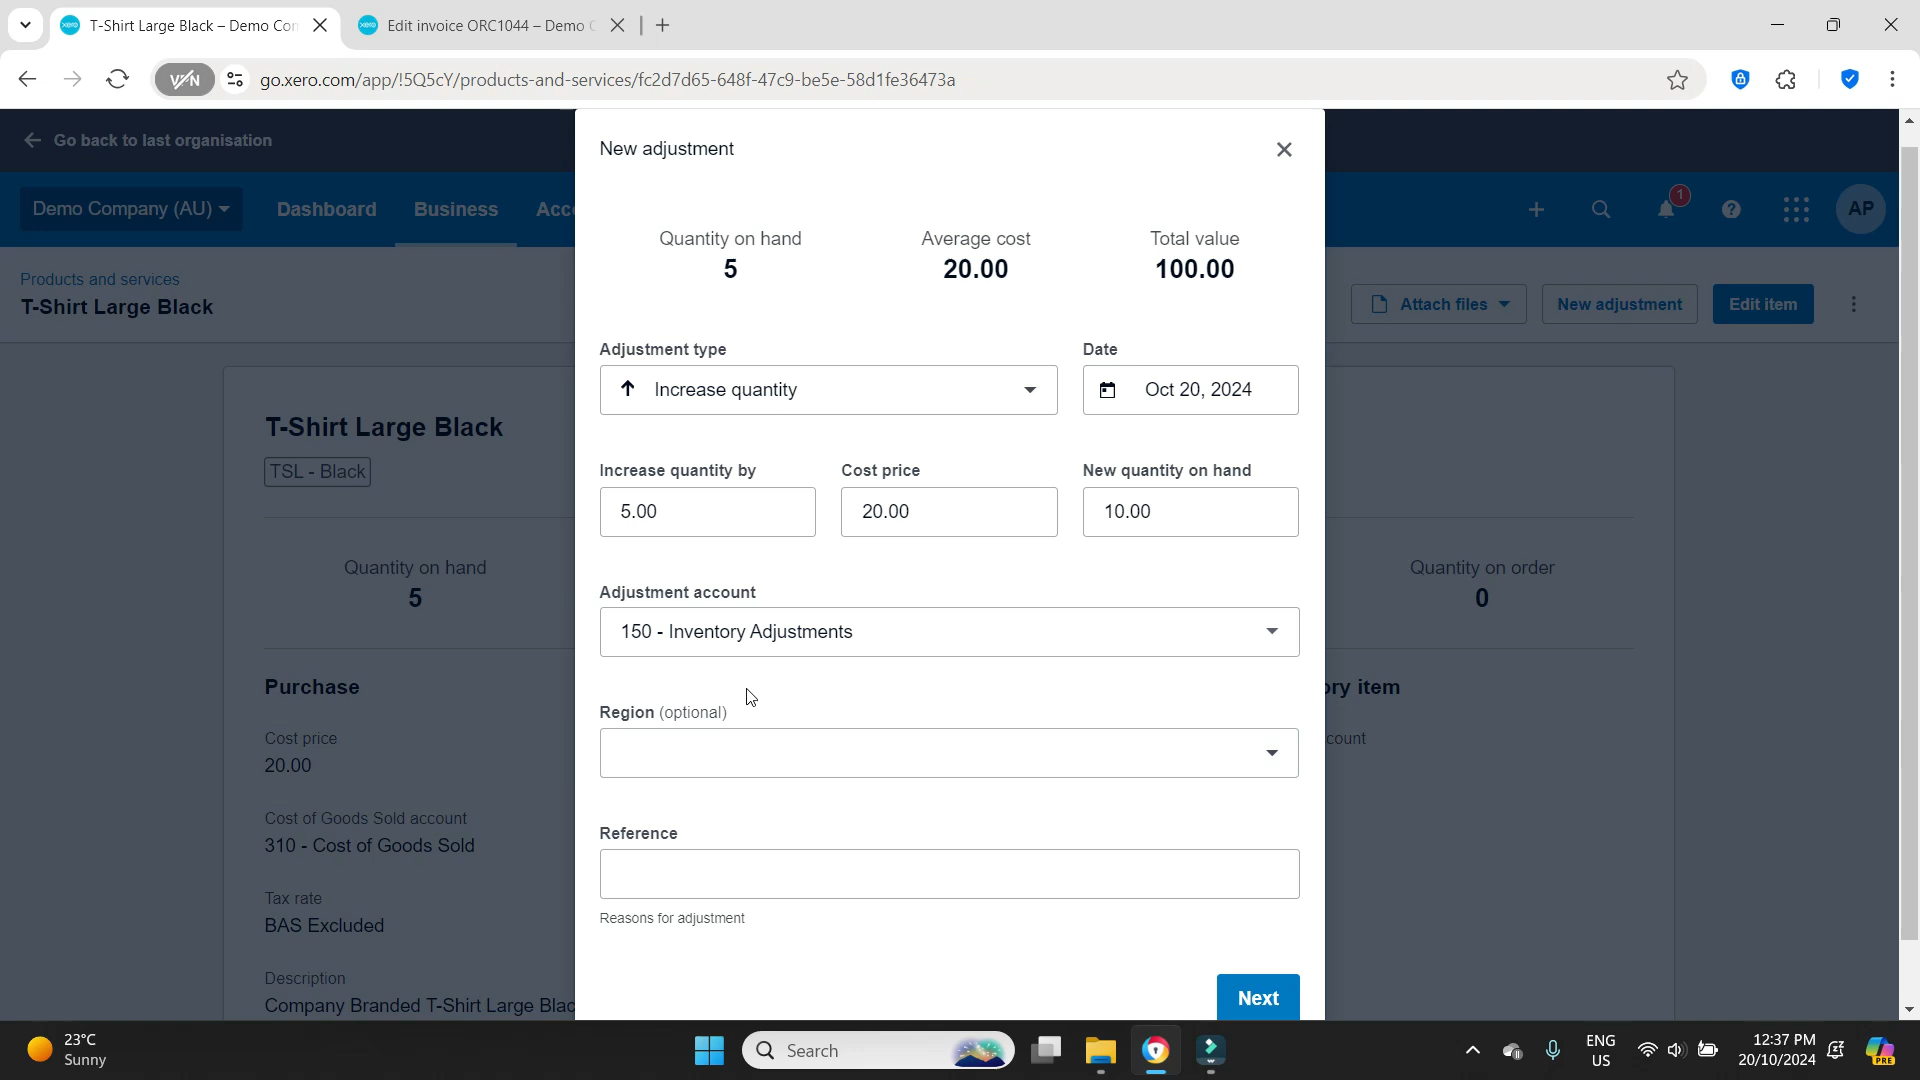 T-Shirt Large Black – Demo Con
Edit invoice ORC1044 – Demo C
VPN
go.xero.com/app/!5Q5cY/products-and-services/fc2d7d65-648f-47c9-be5e-58d1fe36473a
Go back to last organisation
New adjustment
Demo Company (AU)
Dashboard
Business
Acc
1
AP
Quantity on hand
5
Average cost
20.00
Total value
100.00
Products and services
T-Shirt Large Black
Attach files
New adjustment
Edit item
Adjustment type
Increase quantity
Date
Oct 20, 2024
T-Shirt Large Black
TSL - Black
Increase quantity by
5.00
Cost price
20.00
New quantity on hand
10.00
Quantity on hand
5
Quantity on order
0
Adjustment account
150 - Inventory Adjustments
Purchase
ory item
Region (optional)
Cost price
20.00
count
Cost of Goods Sold account
310 - Cost of Goods Sold
Reference
Reasons for adjustment
Tax rate
BAS Excluded
Description
Company Branded T-Shirt Large Blac
Next
23°C
Sunny
Search
ENG
US
12:37 PM
20/10/2024
PRE